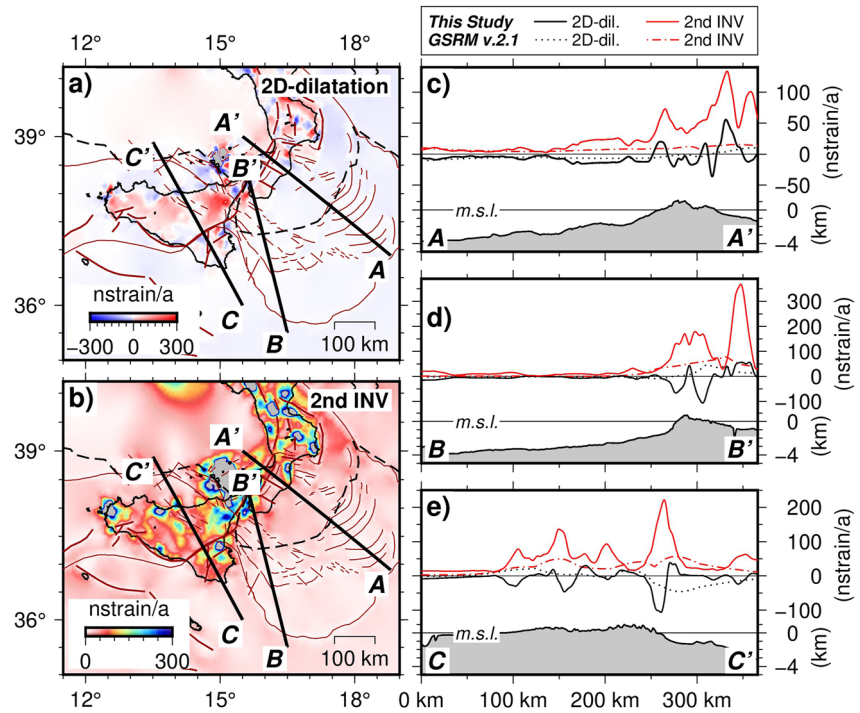 This Study 2D-dil. 2nd INV
GSRM v.2.1 2D-dil. 2nd INV
12° 15° 18°
a) 2D-dilatation
39°
36°
A'
C'
B'
A
C
B
nstrain/a
−300 0 300
100 km
b) 2nd INV
39°
36°
A'
C'
B'
A
C
B
nstrain/a
0 300
100 km
12° 15° 18°
c)
100
50
0
−50
(nstrain/a)
m.s.l.
0
−4
(km)
A A'
d)
300
200
100
0
−100
(nstrain/a)
m.s.l.
0
−4
(km)
B B'
e)
200
100
0
−100
(nstrain/a)
m.s.l.
0
−4
(km)
C C'
0 km 100 km 200 km 300 km